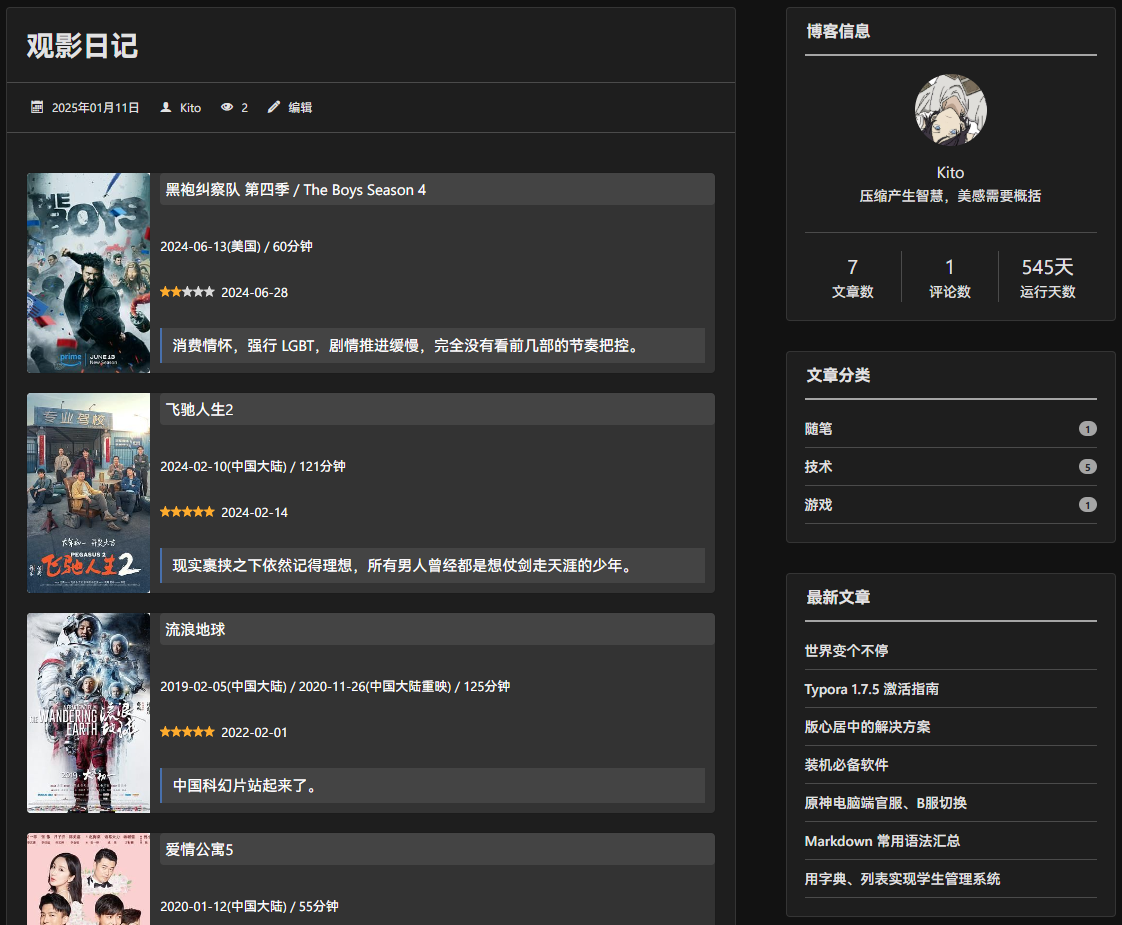 观影日记
2025年01月11日 Kito 2 编辑
THE BOYS
prime
JUNE 13
New Season
黑袍纠察队 第四季 / The Boys Season 4
2024-06-13(美国) / 60分钟
2024-06-28
消费情怀，强行 LGBT，剧情推进缓慢，完全没有看前几部的节奏把控。
专业驾校
PEGASUS 2
飞驰人生2
飞驰人生2
2024-02-10(中国大陆) / 121分钟
2024-02-14
现实裹挟之下依然记得理想，所有男人曾经都是想仗剑走天涯的少年。
THE WANDERING EARTH
流浪地球
流浪地球
2019-02-05(中国大陆) / 2020-11-26(中国大陆重映) / 125分钟
2022-02-01
中国科幻片站起来了。
爱情公寓5
2020-01-12(中国大陆) / 55分钟
博客信息
Kito
压缩产生智慧，美感需要概括
7 1 545天
文章数 评论数 运行天数
文章分类
随笔 1
技术 5
游戏 1
最新文章
世界变个不停
Typora 1.7.5 激活指南
版心居中的解决方案
装机必备软件
原神电脑端官服、B服切换
Markdown 常用语法汇总
用字典、列表实现学生管理系统